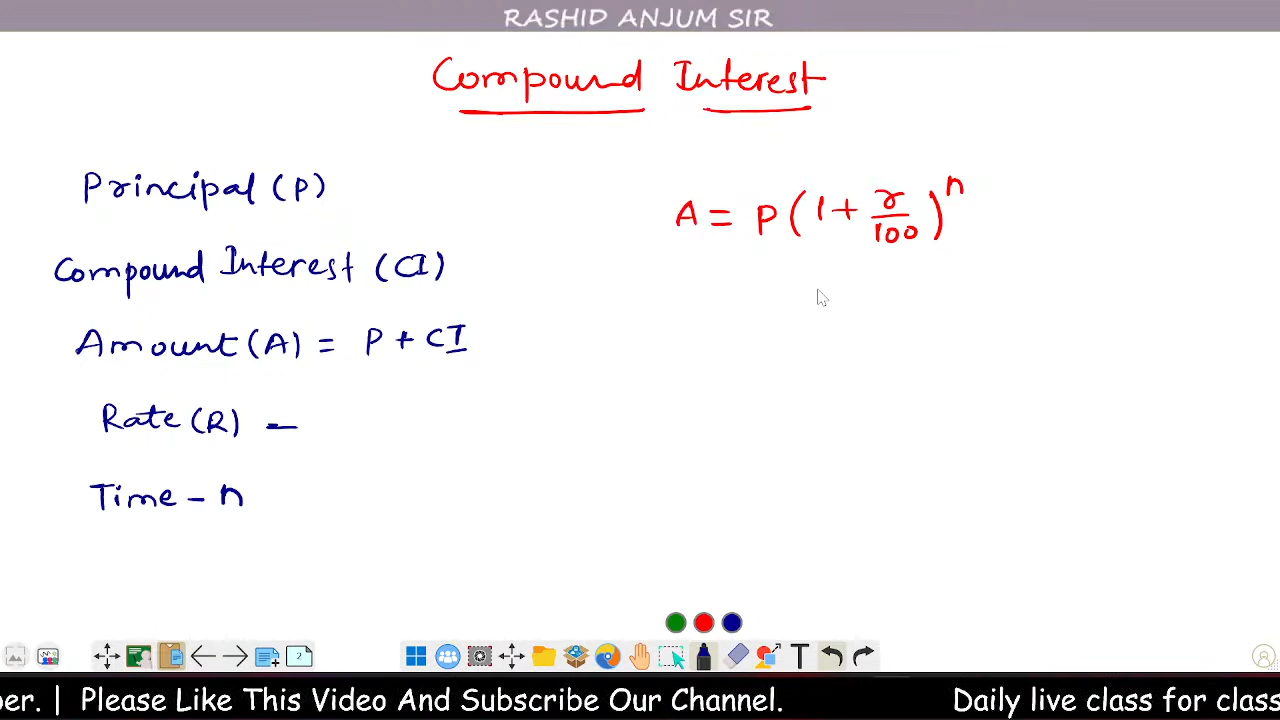 RASHID ANJUM SIR
Compound Interest
Principal (P)
Compound Interest (CI)
Amount (A) = P + CI
Rate (R) -
Time - n
A = P(1 + r/100)^n
2
er. | Please Like This Video And Subscribe Our Channel. Daily live class for class